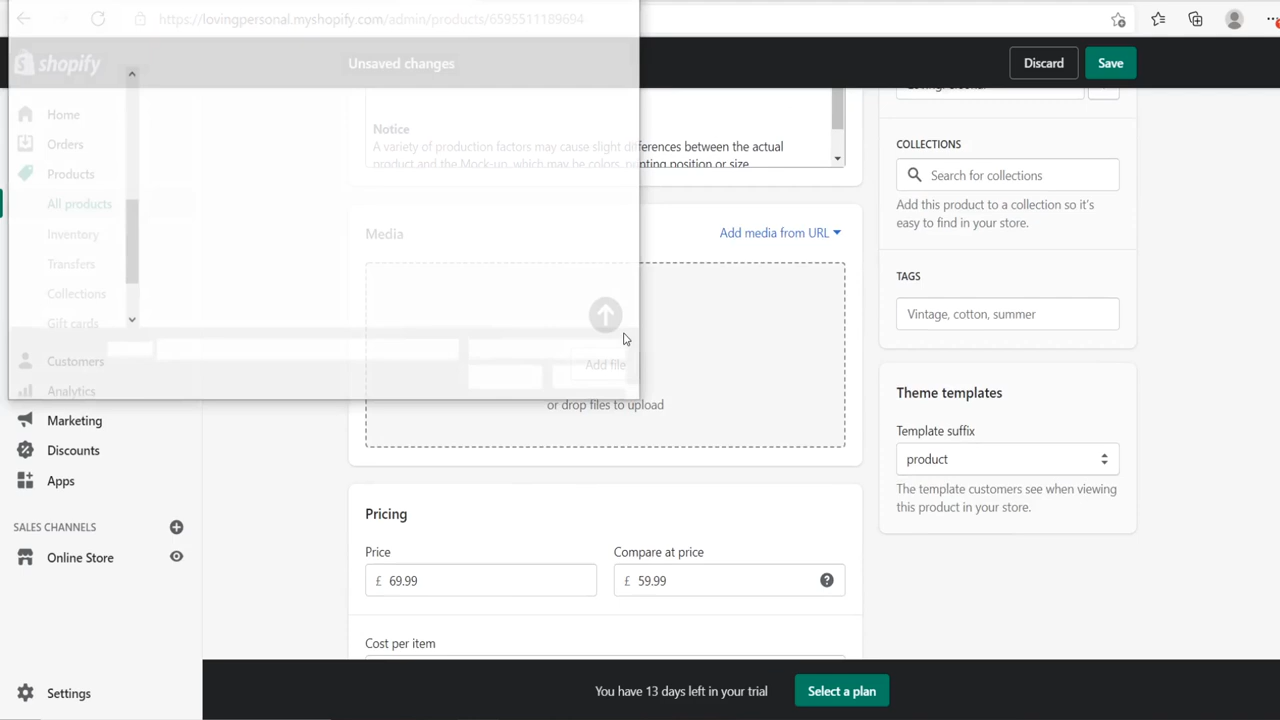 https://lovingpersonal.myshopify.com/admin/products/6595511189694
shopify
Unsaved changes
Discard
Save
Home
Orders
Products
All products
Inventory
Transfers
Collections
Gift cards
Customers
Analytics
Marketing
Discounts
Apps
SALES CHANNELS
Online Store
Settings
Notice
A variety of production factors may cause slight differences between the actual
product and the Mock-up, which may be colors, printing position or size
Media
Add media from URL
Add file
or drop files to upload
Pricing
Price
Compare at price
£ 69.99
£ 59.99
Cost per item
COLLECTIONS
Search for collections
Add this product to a collection so it's
easy to find in your store.
TAGS
Vintage, cotton, summer
Theme templates
Template suffix
product
The template customers see when viewing
this product in your store.
You have 13 days left in your trial
Select a plan